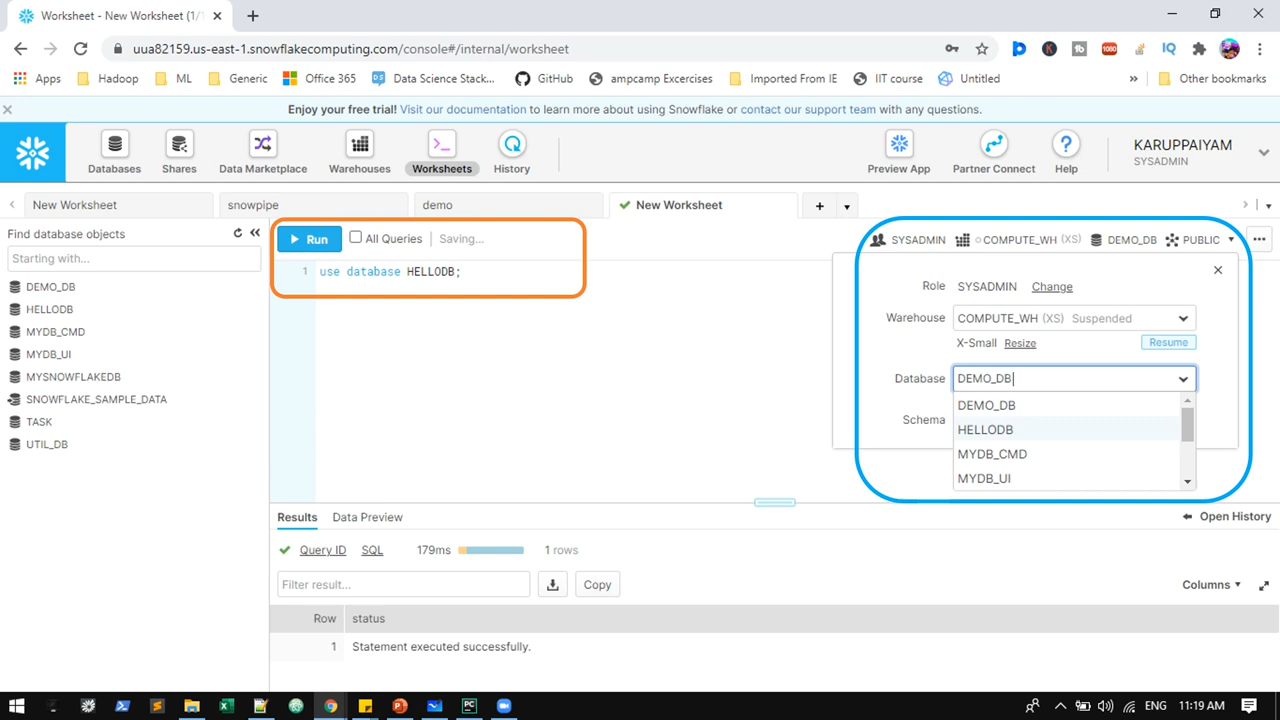 Worksheet - New Worksheet (1/1
uua82159.us-east-1.snowflakecomputing.com/console#/internal/worksheet
Apps Hadoop ML Generic Office 365 Data Science Stack... GitHub ampcamp Excercises Imported From IE IIT course Untitled » Other bookmarks
Enjoy your free trial! Visit our documentation to learn more about using Snowflake or contact our support team with any questions.
Databases Shares Data Marketplace Warehouses Worksheets History Preview App Partner Connect Help
KARUPPAIYAM
SYSADMIN
New Worksheet snowpipe demo New Worksheet
Find database objects
Starting with...
DEMO_DB
HELLODB
MYDB_CMD
MYDB_UI
MYSNOWFLAKEDB
SNOWFLAKE_SAMPLE_DATA
TASK
UTIL_DB
Run All Queries Saving...
1 use database HELLODB;
SYSADMIN COMPUTE_WH (XS) DEMO_DB PUBLIC
Role SYSADMIN Change
Warehouse COMPUTE_WH (XS) Suspended
X-Small Resize Resume
Database DEMO_DB
DEMO_DB
Schema
HELLODB
MYDB_CMD
MYDB_UI
Results Data Preview Open History
Query ID SQL 179ms 1 rows
Filter result... Copy Columns
Row status
1 Statement executed successfully.
ENG 11:19 AM